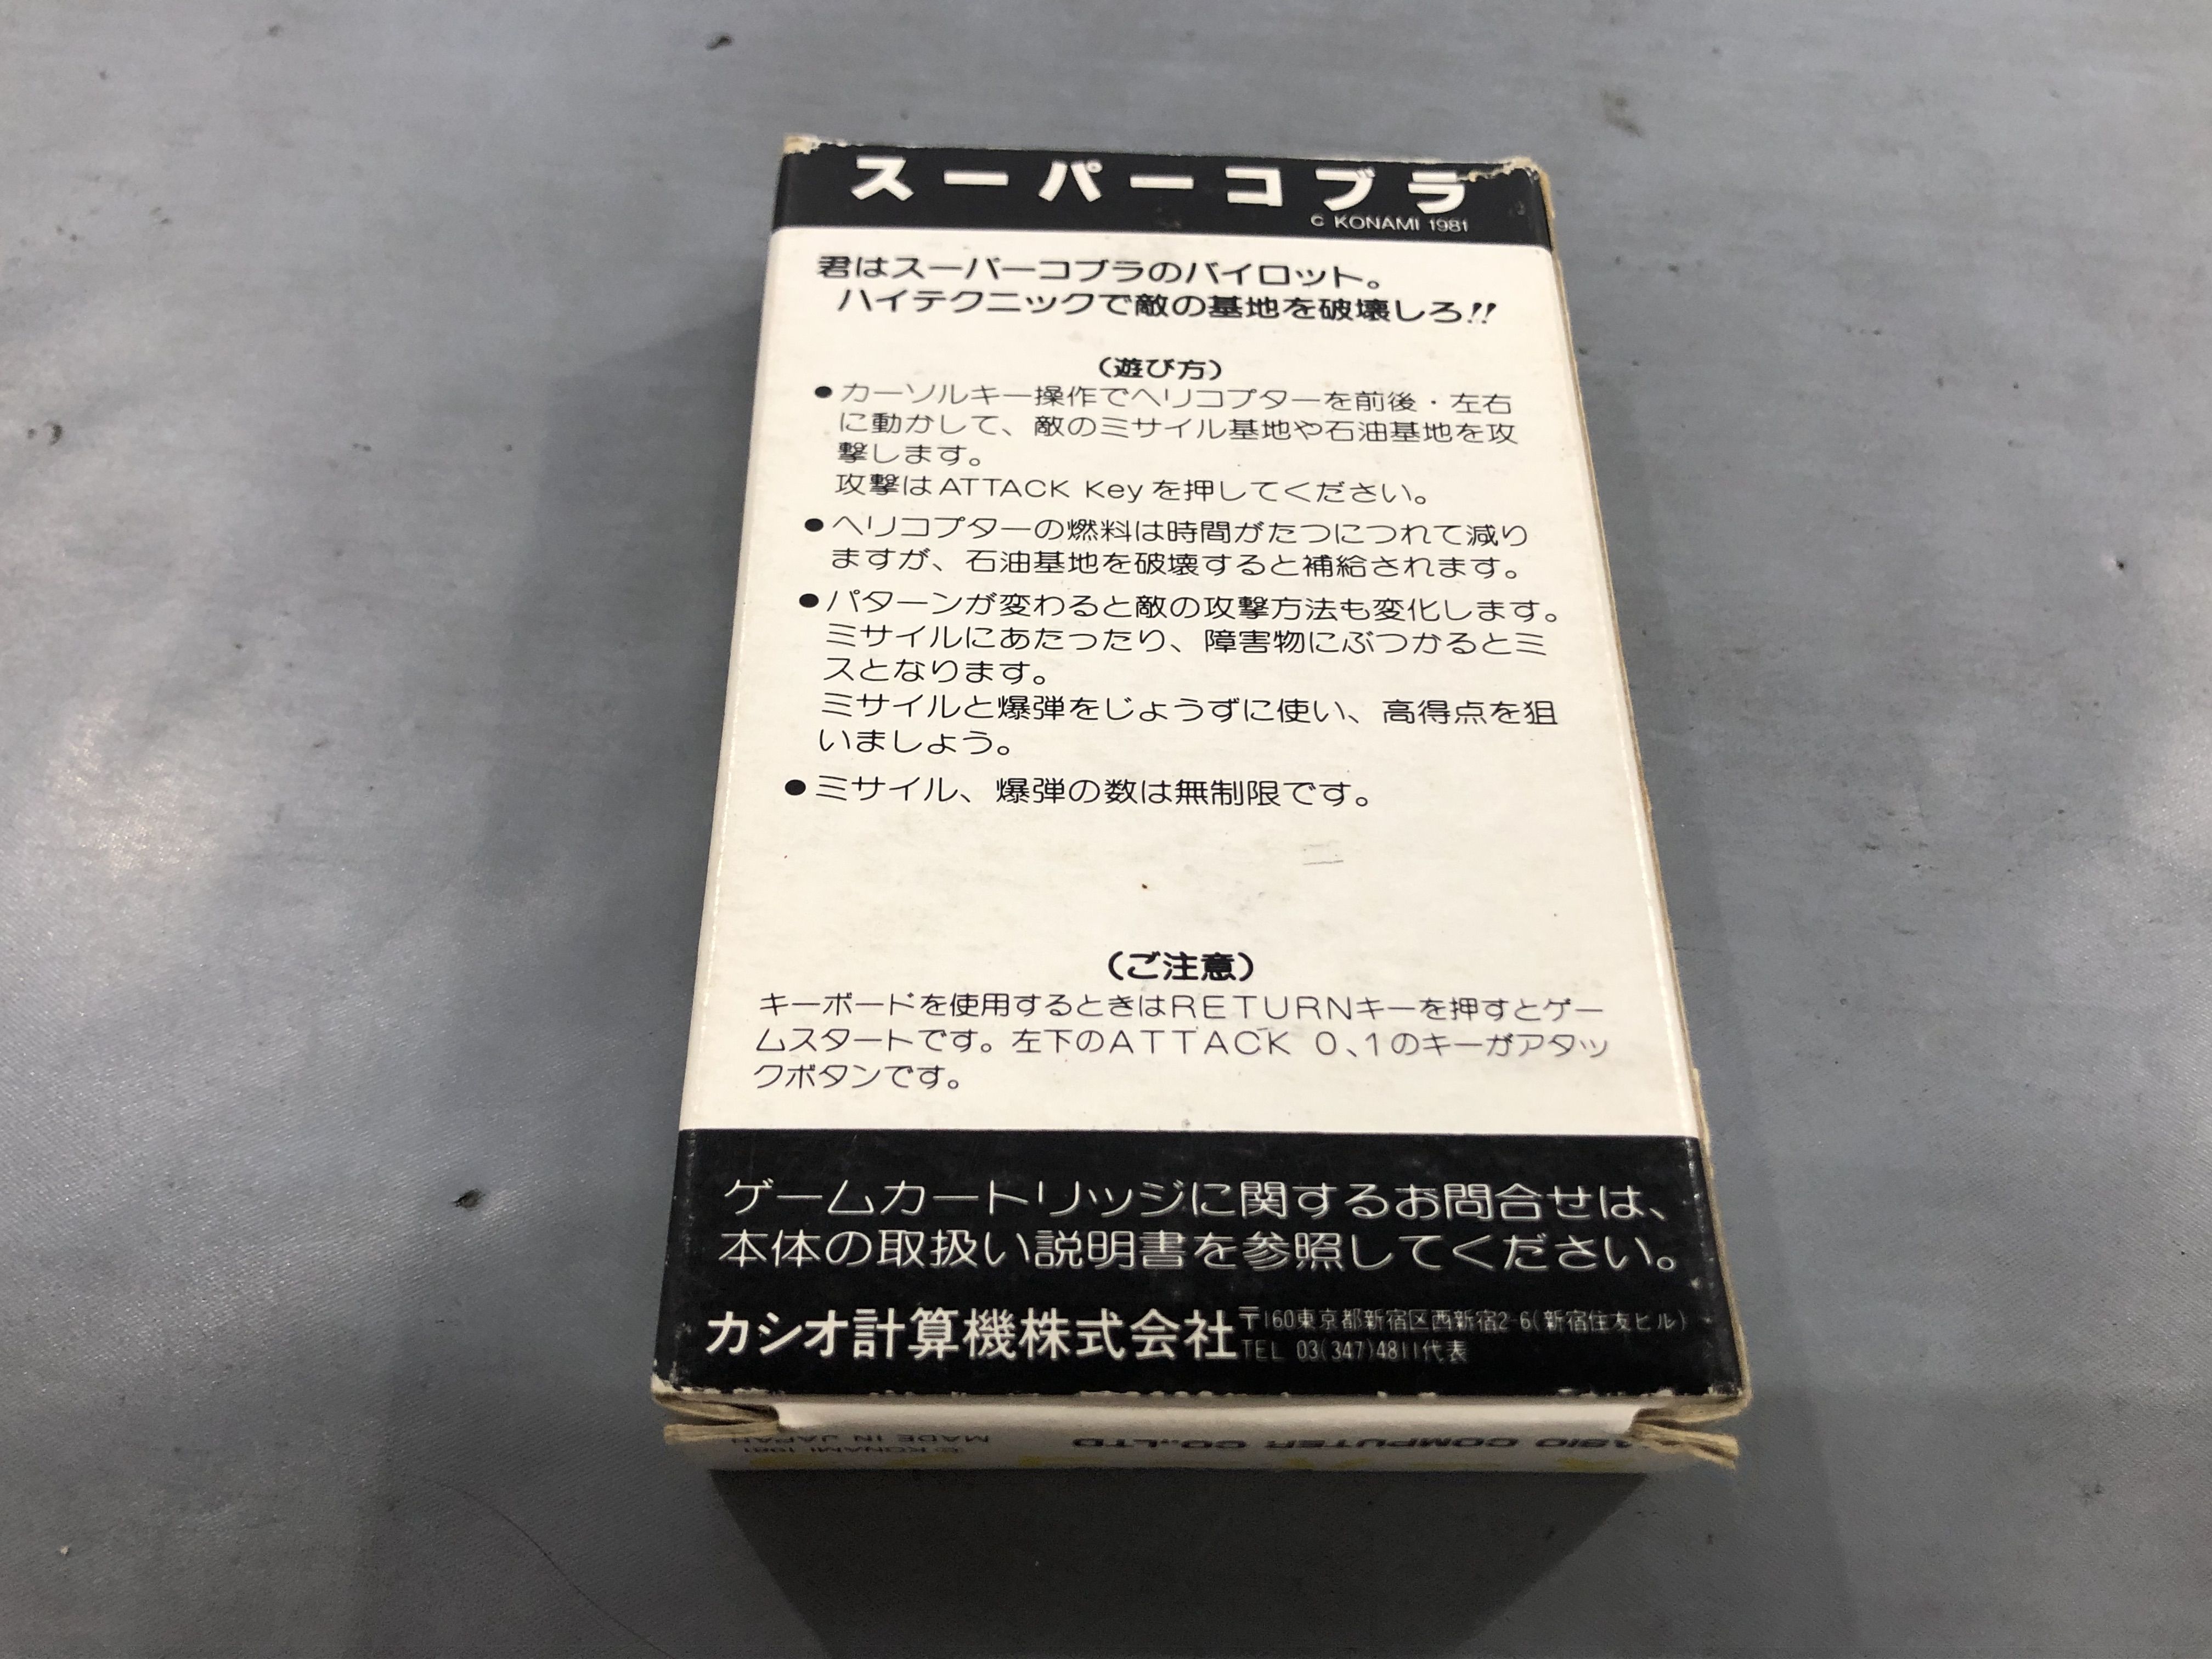 スーパーコブラ
C KONAMI 1981
君はスーパーコブラのパイロット。
ハイテクニックで敵の基地を破壊しろ!!
(遊び方)
●カーソルキー操作でヘリコプターを前後・左右
に動かして、敵のミサイル基地や石油基地を攻
撃します。
攻撃はATTACK Keyを押してください。
●ヘリコプターの燃料は時間がたつにつれて減り
ますが、石油基地を破壊すると補給されます。
●パターンが変わると敵の攻撃方法も変化します。
ミサイルにあたったり、障害物にぶつかるとミ
スとなります。
ミサイルと爆弾をじょうずに使い、高得点を狙
いましょう。
●ミサイル、爆弾の数は無制限です。
(ご注意)
キーボードを使用するときはRETURNキーを押すとゲー
ムスタートです。左下のATTACK 0、1のキーがアタッ
クボタンです。
ゲームカートリッジに関するお問合せは、
本体の取扱い説明書を参照してください。
カシオ計算機株式会社
〒160東京都新宿区西新宿2-6(新宿住友ビル)
TEL 03(347)4811代表
COMPUTER CO.,LTD
MADE IN JAPAN
© KONAMI 1981